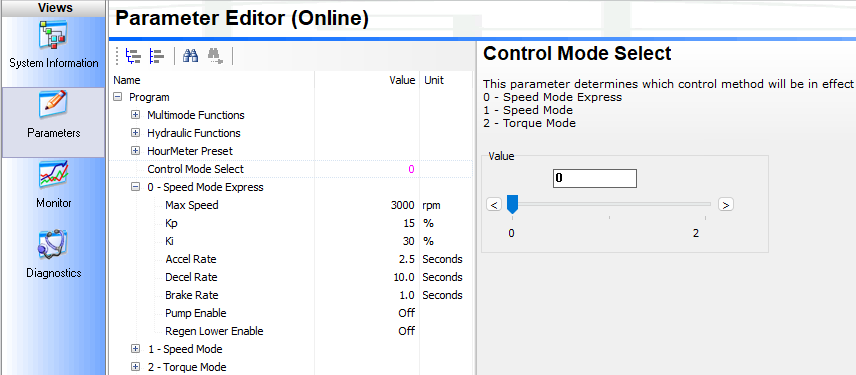 Views
System Information
Parameters
Monitor
Diagnostics
Parameter Editor (Online)
Name Value Unit
Program
Multimode Functions
Hydraulic Functions
HourMeter Preset
Control Mode Select 0
0 - Speed Mode Express
Max Speed 3000 rpm
Kp 15 %
Ki 30 %
Accel Rate 2.5 Seconds
Decel Rate 10.0 Seconds
Brake Rate 1.0 Seconds
Pump Enable Off
Regen Lower Enable Off
1 - Speed Mode
2 - Torque Mode
Control Mode Select
This parameter determines which control method will be in effect
0 - Speed Mode Express
1 - Speed Mode
2 - Torque Mode
Value
0
< >
0 2